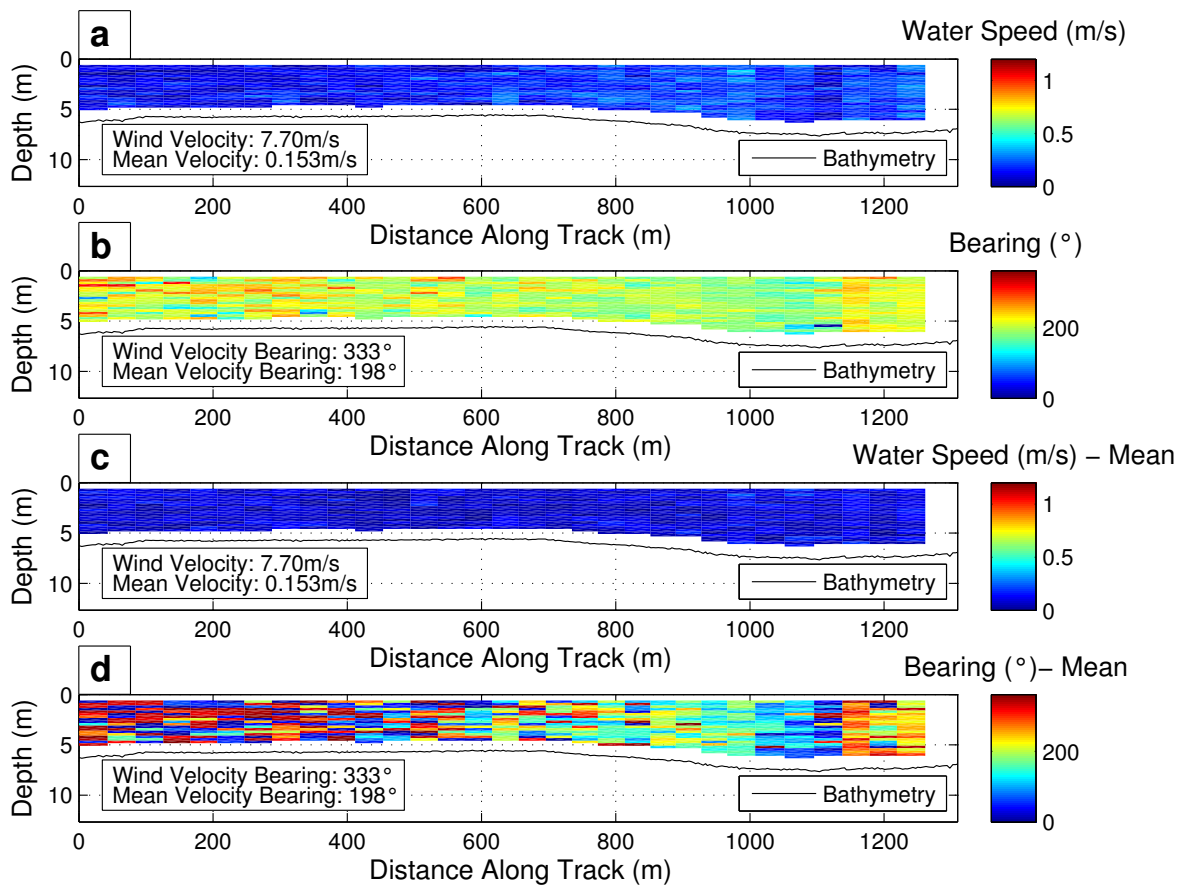 a
Water Speed (m/s)
Depth (m)
0
5
10
Wind Velocity: 7.70m/s
Mean Velocity: 0.153m/s
Bathymetry
0 200 400 600 800 1000 1200
Distance Along Track (m)
1
0.5
0
b
Bearing (°)
Depth (m)
0
5
10
Wind Velocity Bearing: 333°
Mean Velocity Bearing: 198°
Bathymetry
0 200 400 600 800 1000 1200
Distance Along Track (m)
200
0
c
Water Speed (m/s) − Mean
Depth (m)
0
5
10
Wind Velocity: 7.70m/s
Mean Velocity: 0.153m/s
Bathymetry
0 200 400 600 800 1000 1200
Distance Along Track (m)
1
0.5
0
d
Bearing (°)− Mean
Depth (m)
0
5
10
Wind Velocity Bearing: 333°
Mean Velocity Bearing: 198°
Bathymetry
0 200 400 600 800 1000 1200
Distance Along Track (m)
200
0